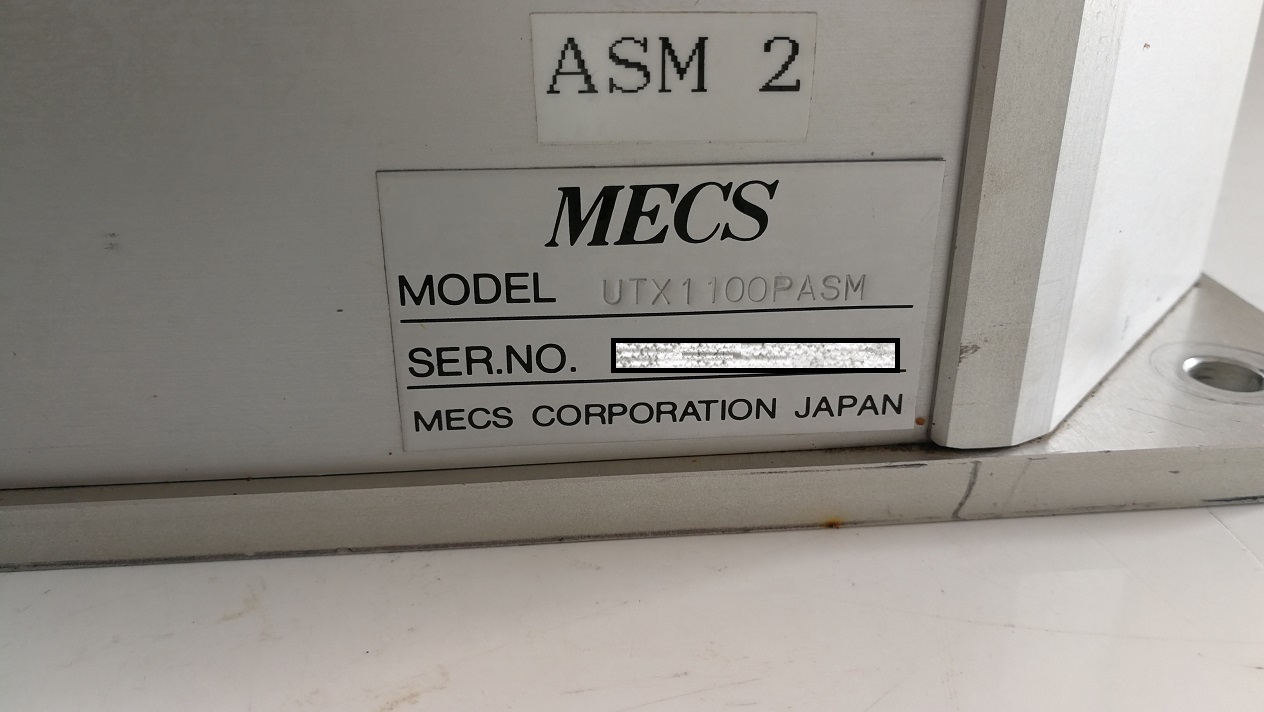 ASM 2
MECS
MODEL UTX1100PASM
SER.NO.
MECS CORPORATION JAPAN